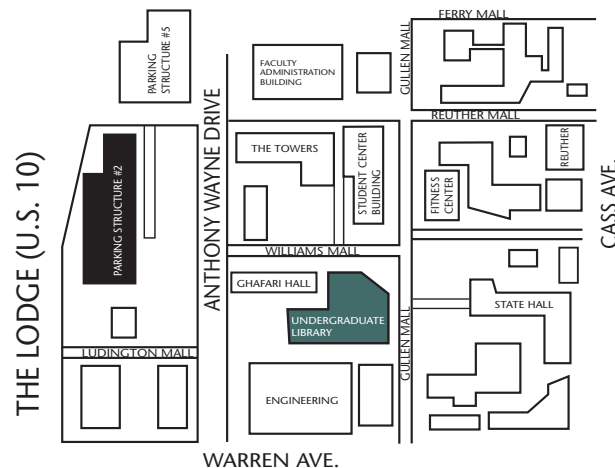 FERRY MALL
PARKING
STRUCTURE #5
FACULTY
ADMINISTRATION
BUILDING
GULLEN MALL
REUTHER MALL
THE LODGE (U.S. 10)
PARKING STRUCTURE #2
ANTHONY WAYNE DRIVE
THE TOWERS
STUDENT CENTER
BUILDING
FITNESS
CENTER
REUTHER
CASS AVE.
WILLIAMS MALL
GHAFARI HALL
UNDERGRADUATE
LIBRARY
GULLEN MALL
STATE HALL
LUDINGTON MALL
ENGINEERING
WARREN AVE.